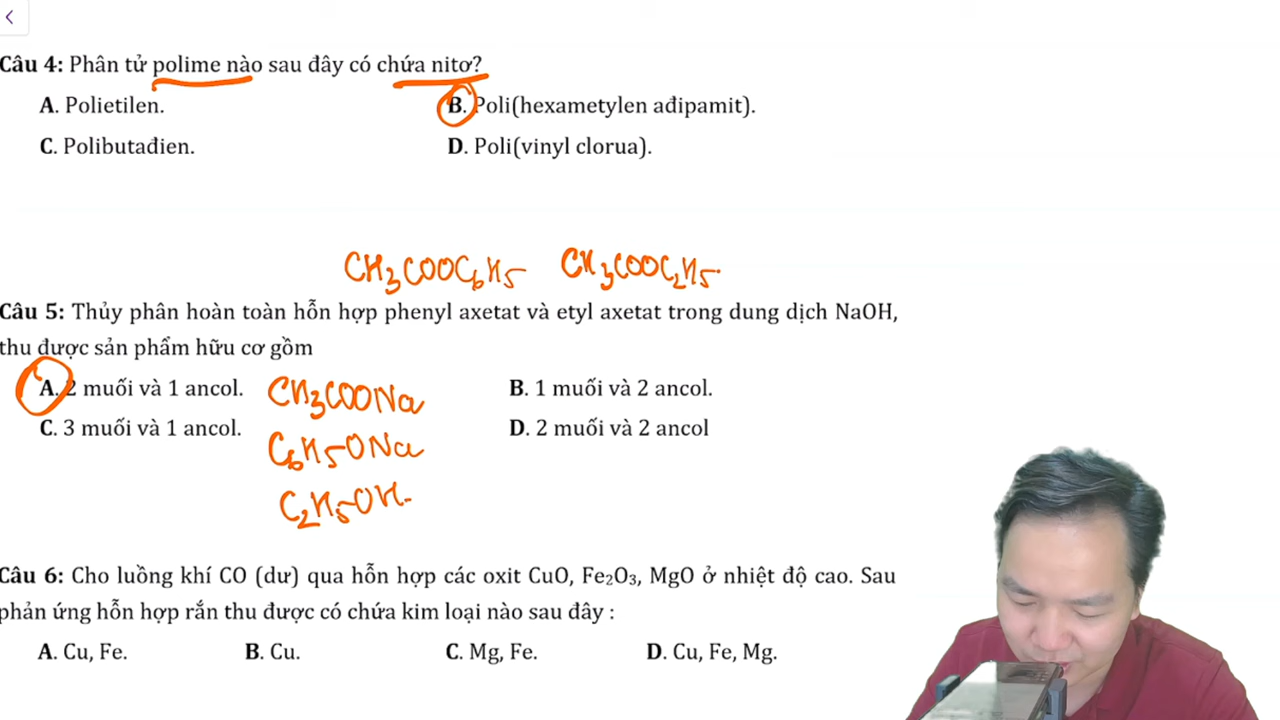 Câu 4: Phân tử polime nào sau đây có chứa nitơ?
A. Polietilen. B. Poli(hexametylen ađipamit).
C. Polibutađien. D. Poli(vinyl clorua).
CH3COOC6H5 CH3COOC2H5
Câu 5: Thủy phân hoàn toàn hỗn hợp phenyl axetat và etyl axetat trong dung dịch NaOH,
thu được sản phẩm hữu cơ gồm
A. 2 muối và 1 ancol. B. 1 muối và 2 ancol.
CH3COONa
C. 3 muối và 1 ancol. D. 2 muối và 2 ancol
C6H5ONa
C2H5OH
Câu 6: Cho luồng khí CO (dư) qua hỗn hợp các oxit CuO, Fe2O3, MgO ở nhiệt độ cao. Sau
phản ứng hỗn hợp rắn thu được có chứa kim loại nào sau đây :
A. Cu, Fe. B. Cu. C. Mg, Fe. D. Cu, Fe, Mg.